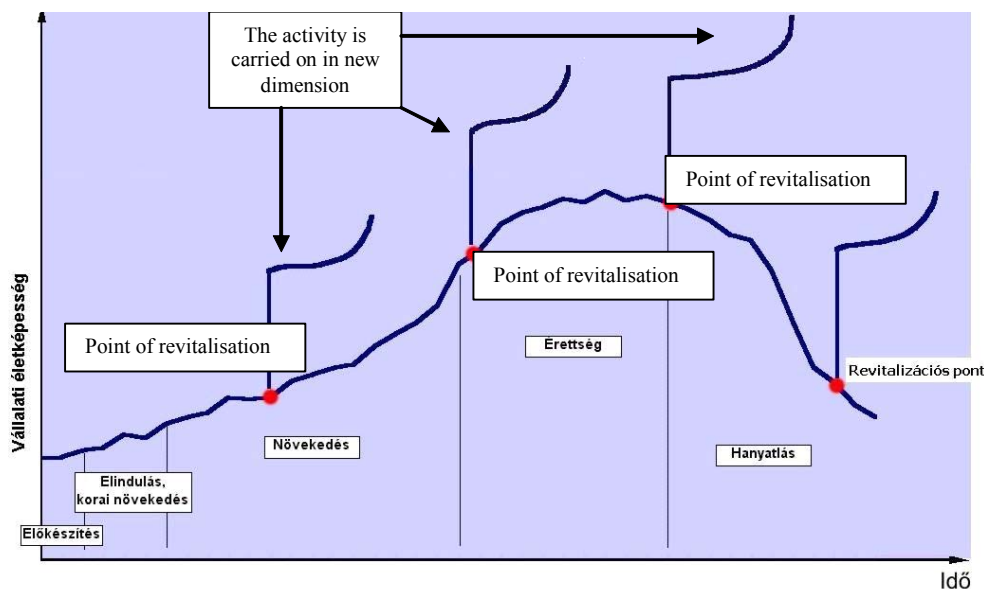 The activity is
carried on in new
dimension
Point of revitalisation
Point of revitalisation
Point of revitalisation
Érettség
Revitalizációs pont
Vállalati életképesség
Növekedés
Hanyatlás
Elindulás,
korai növekedés
Előkészítés
Idő